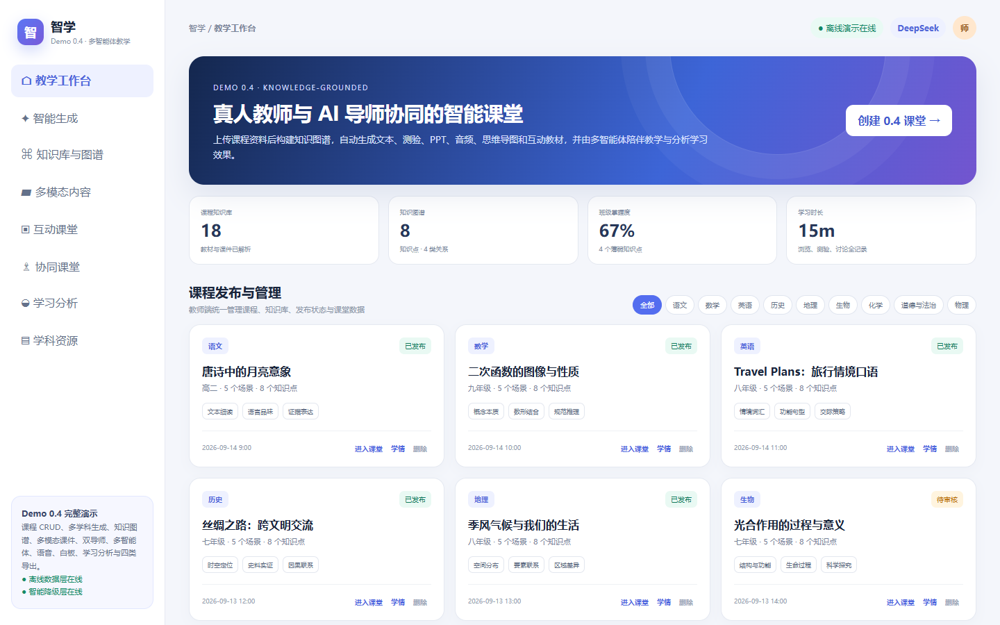 智
智学
Demo 0.4 · 多智能体教学
教学工作台
智能生成
知识库与图谱
多模态内容
互动课堂
协同课堂
学习分析
学科资源
Demo 0.4 完整演示
课程 CRUD、多学科生成、知识图
谱、多模态课件、双导师、多智能
体、语音、白板、学习分析与四类
导出。
● 离线数据层在线
● 智能降级层在线
智学 / 教学工作台
● 离线演示在线
DeepSeek
师
DEMO 0.4 · KNOWLEDGE-GROUNDED
真人教师与 AI 导师协同的智能课堂
上传课程资料后构建知识图谱，自动生成文本、测验、PPT、音频、思维导图和互动教材，并由多智能体陪伴教学与分析学习
效果。
创建 0.4 课堂 →
课程知识库
18
教材与课件已解析
知识图谱
8
知识点 · 4 类关系
班级掌握度
67%
4 个薄弱知识点
学习时长
15m
浏览、测验、讨论全记录
课程发布与管理
教师端统一管理课程、知识库、发布状态与课堂数据
全部 语文 数学 英语 历史 地理 生物 化学 道德与法治 物理
语文 已发布
唐诗中的月亮意象
高二 · 5 个场景 · 8 个知识点
文本细读 语言品味 证据表达
2026-09-14 9:00 进入课堂 学情 删除
数学 已发布
二次函数的图像与性质
九年级 · 5 个场景 · 8 个知识点
概念本质 数形结合 规范推理
2026-09-14 10:00 进入课堂 学情 删除
英语 已发布
Travel Plans：旅行情境口语
八年级 · 5 个场景 · 8 个知识点
情境词汇 功能句型 交际策略
2026-09-14 11:00 进入课堂 学情 删除
历史 已发布
丝绸之路：跨文明交流
七年级 · 5 个场景 · 8 个知识点
时空定位 史料实证 因果联系
2026-09-13 12:00 进入课堂 学情 删除
地理 已发布
季风气候与我们的生活
八年级 · 5 个场景 · 8 个知识点
空间分布 要素联系 区域差异
2026-09-13 13:00 进入课堂 学情 删除
生物 待审核
光合作用的过程与意义
七年级 · 5 个场景 · 8 个知识点
结构与功能 生命过程 科学探究
2026-09-13 14:00 进入课堂 学情 删除